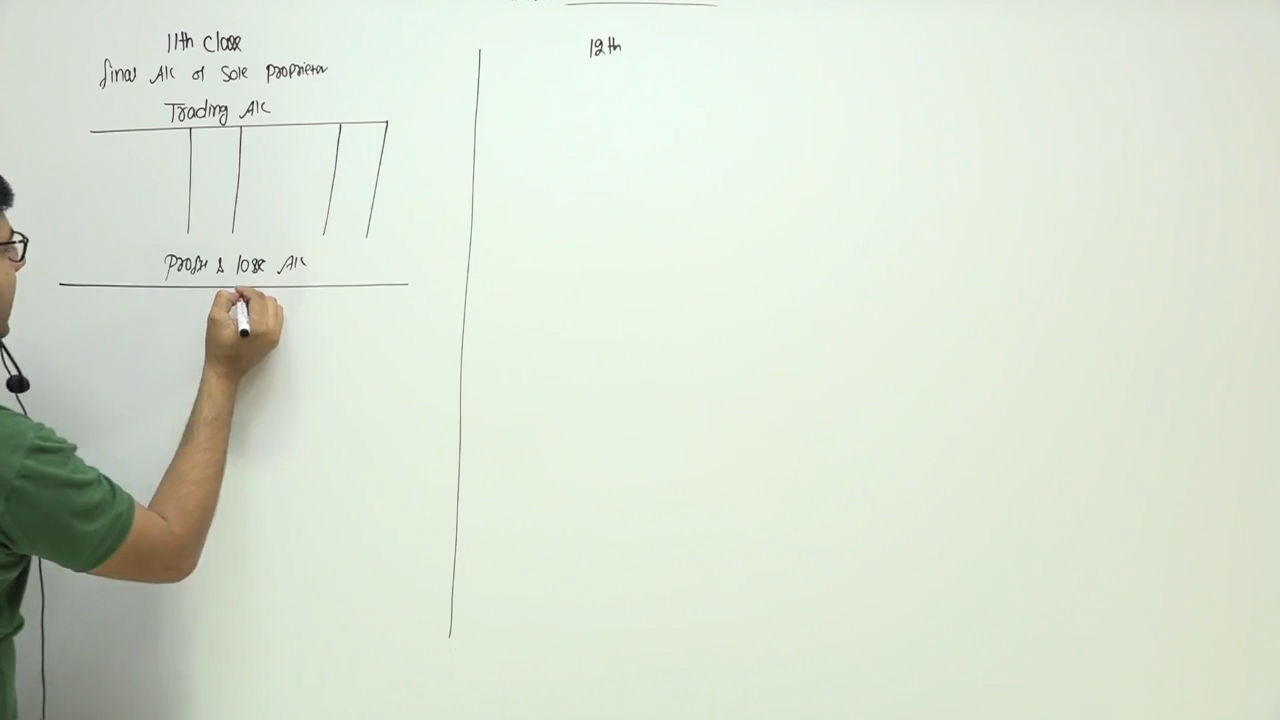 11th Class
final A/c of Sole Proprietor
Trading A/c
Profit & loss A/c
12th